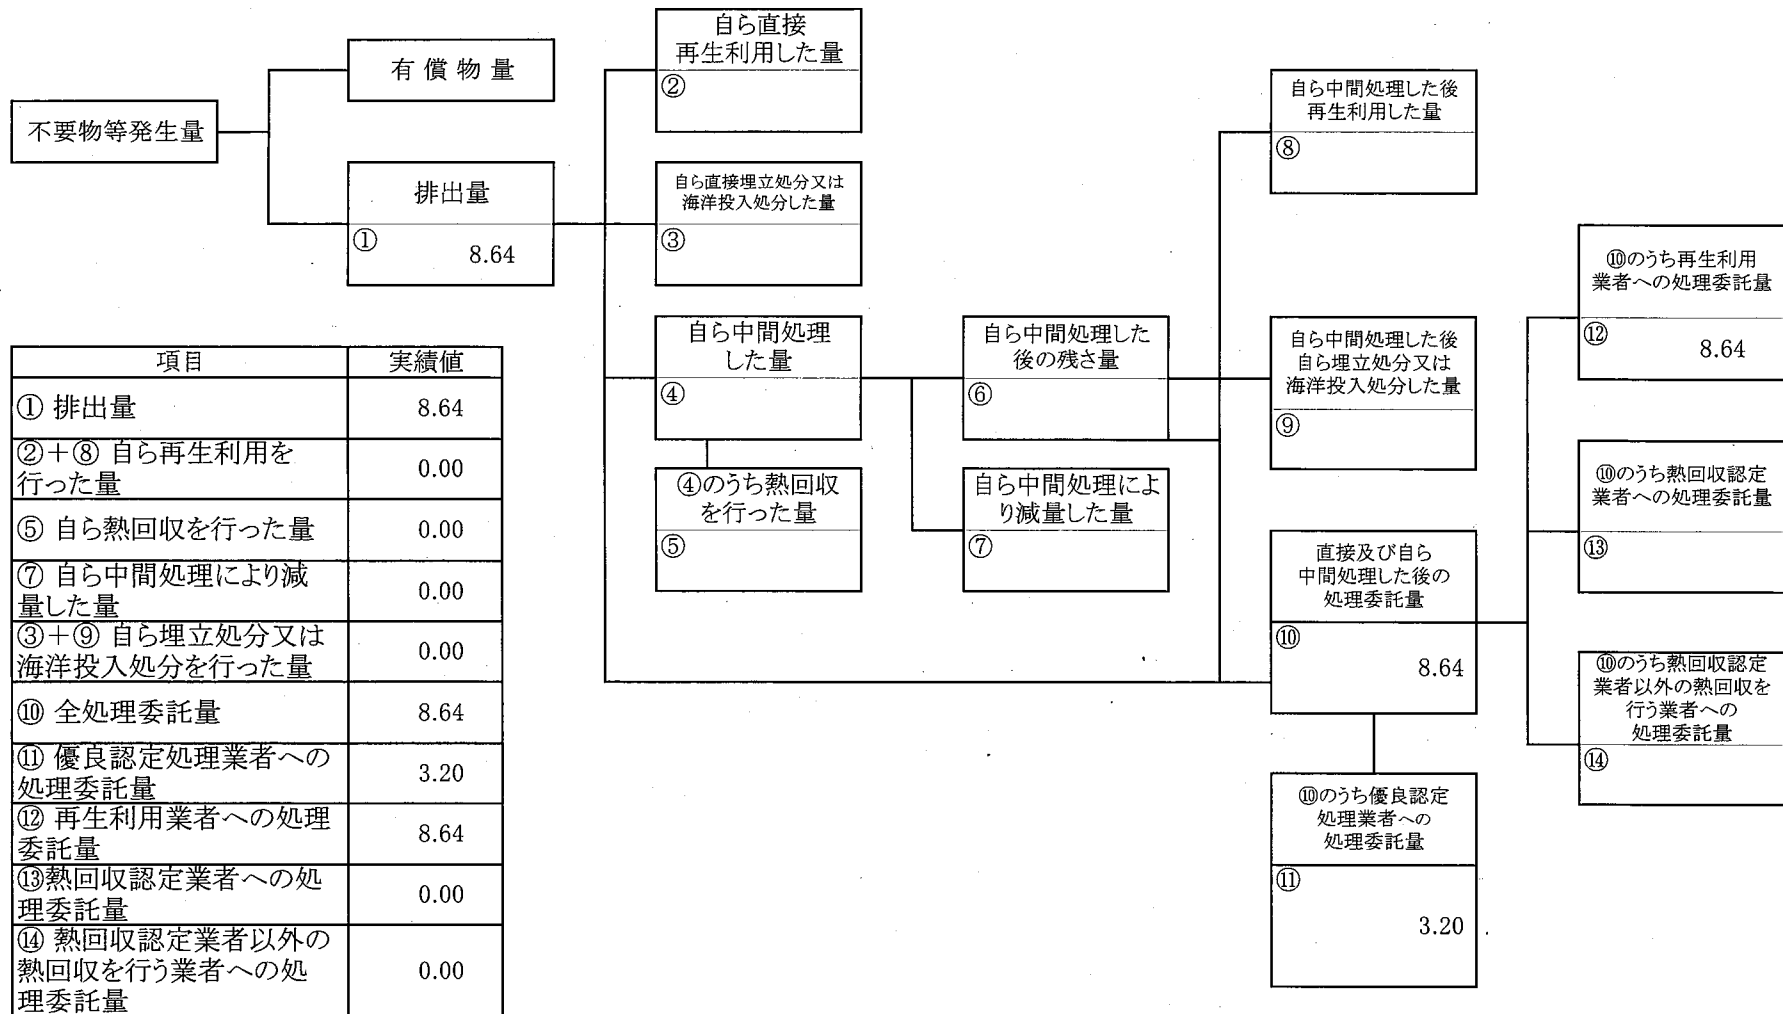 不要物等発生量
有償物量
排出量
①
8.64
自ら直接
再生利用した量
②
自ら直接埋立処分又は
海洋投入処分した量
③
自ら中間処理
した量
④
④のうち熱回収
を行った量
⑤
自ら中間処理した
後の残さ量
⑥
自ら中間処理によ
り減量した量
⑦
自ら中間処理した後
再生利用した量
⑧
自ら中間処理した後
自ら埋立処分又は
海洋投入処分した量
⑨
直接及び自ら
中間処理した後の
処理委託量
⑩
8.64
⑩のうち優良認定
処理業者への
処理委託量
⑪
3.20
⑩のうち再生利用
業者への処理委託量
⑫
8.64
⑩のうち熱回収認定
業者への処理委託量
⑬
⑩のうち熱回収認定
業者以外の熱回収を
行う業者への
処理委託量
⑭
項目 実績値
① 排出量 8.64
②+⑧ 自ら再生利用を
行った量 0.00
⑤ 自ら熱回収を行った量 0.00
⑦ 自ら中間処理により減
量した量 0.00
③+⑨ 自ら埋立処分又は
海洋投入処分を行った量 0.00
⑩ 全処理委託量 8.64
⑪ 優良認定処理業者への
処理委託量 3.20
⑫ 再生利用業者への処理
委託量 8.64
⑬熱回収認定業者への処
理委託量 0.00
⑭ 熱回収認定業者以外の
熱回収を行う業者への処
理委託量 0.00